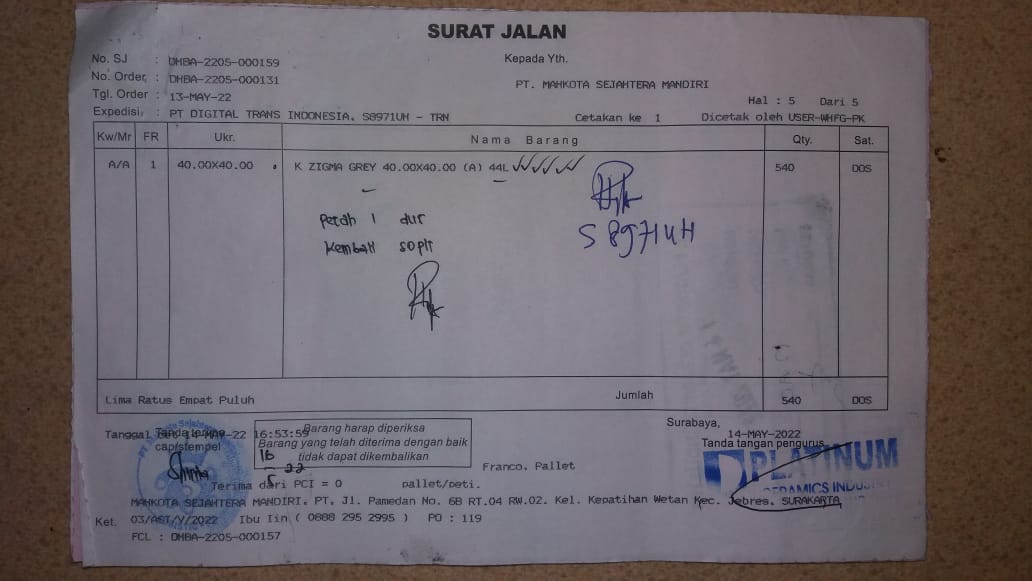 SURAT JALAN
No. SJ : DHBA-2205-000159
Kepada Yth.
No. Order : DHBA-2205-000131
PT. MAHKOTA SEJAHTERA MANDIRI
Tgl. Order : 13-MAY-22
Hal : 5 Dari 5
Expedisi : PT DIGITAL TRANS INDONESIA. S8971UH - TRN
Cetakan ke 1 Dicetak oleh USER-WHFG-PK
Kw/Mr FR Ukr. Nama Barang Qty. Sat.
A/A 1 40.00X40.00 . K ZIGMA GREY 40.00X40.00 (A) 44L 540 DOS
Pecah 1 dur
S 8971UH
kembali sopir
Lima Ratus Empat Puluh Jumlah 540 DOS
Surabaya,
Tanggal 14-MAY-22 16:53:59
14-MAY-2022
Tanda terima
cap/stempel
Barang harap diperiksa
Barang yang telah diterima dengan baik
tidak dapat dikembalikan
Tanda tangan pengurus
PLATINUM
CERAMICS INDUSTRI
16
5 22
Franco. Pallet
Terima dari PCI = 0 pallet/peti.
MAHKOTA SEJAHTERA MANDIRI. PT. Jl. Pamedan No. 6B RT.04 RW.02. Kel. Kepatihan Wetan Kec. Jebres. SURAKARTA
Ket. 03/AST/V/2022 Ibu Iin ( 0888 295 2995 ) PO : 119
FCL : DHBA-2205-000157